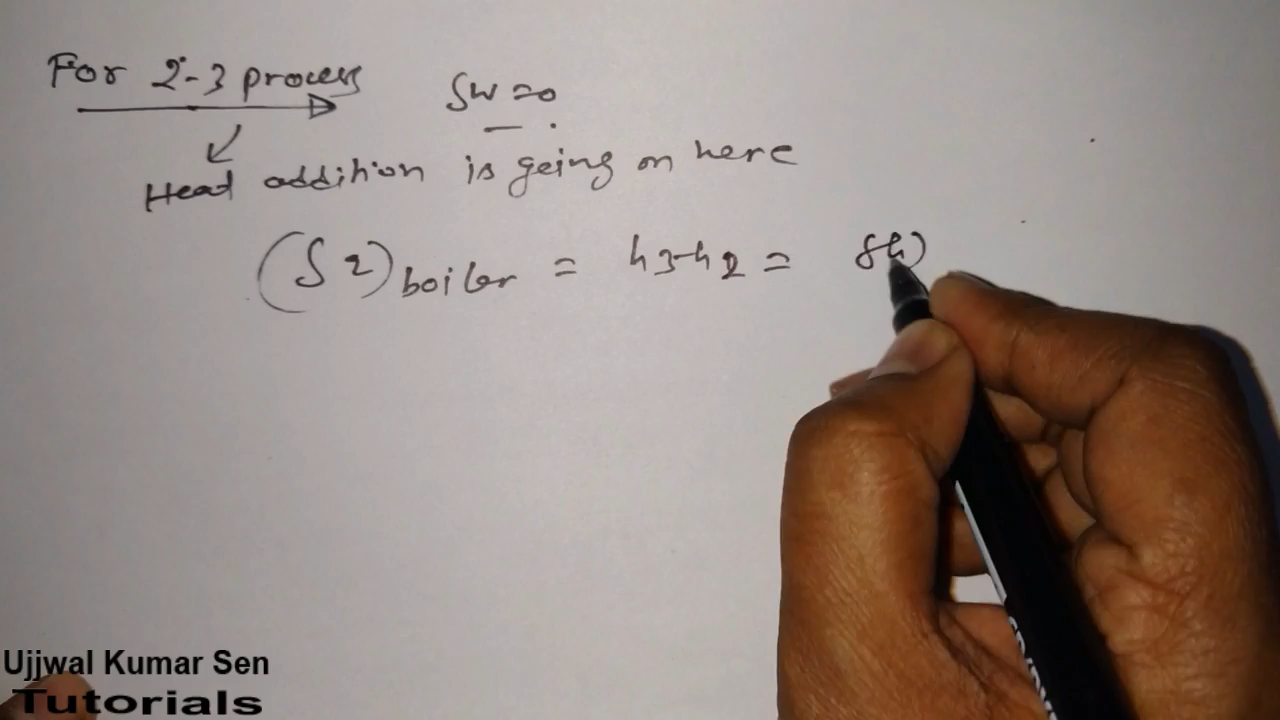 For 2-3 process δw=0
Heat addition is going on here
(δq)boiler = h3-h2 = δh)
Ujjwal Kumar Sen
Tutorials